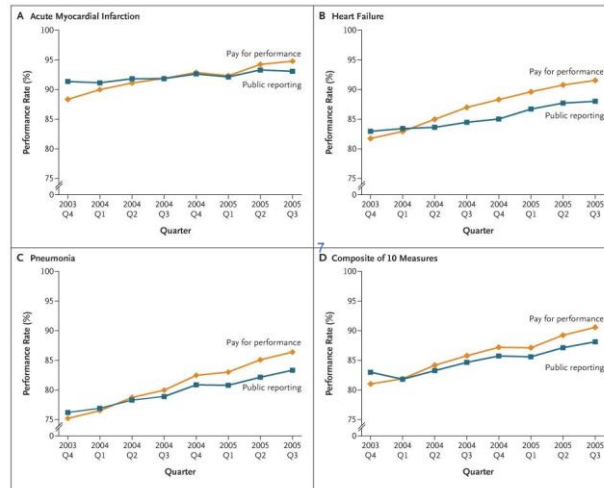 A Acute Myocardial Infarction
100
95
90
85
80
75
0
Performance Rate (%)
Pay for performance
Public reporting
2003 Q4
2004 Q1
2004 Q2
2004 Q3
2004 Q4
2005 Q1
2005 Q2
2005 Q3
Quarter
B Heart Failure
100
95
90
85
80
75
0
Performance Rate (%)
Pay for performance
Public reporting
2003 Q4
2004 Q1
2004 Q2
2004 Q3
2004 Q4
2005 Q1
2005 Q2
2005 Q3
Quarter
7
C Pneumonia
100
95
90
85
80
75
0
Performance Rate (%)
Pay for performance
Public reporting
2003 Q4
2004 Q1
2004 Q2
2004 Q3
2004 Q4
2005 Q1
2005 Q2
2005 Q3
Quarter
D Composite of 10 Measures
100
95
90
85
80
75
0
Performance Rate (%)
Pay for performance
Public reporting
2003 Q4
2004 Q1
2004 Q2
2004 Q3
2004 Q4
2005 Q1
2005 Q2
2005 Q3
Quarter